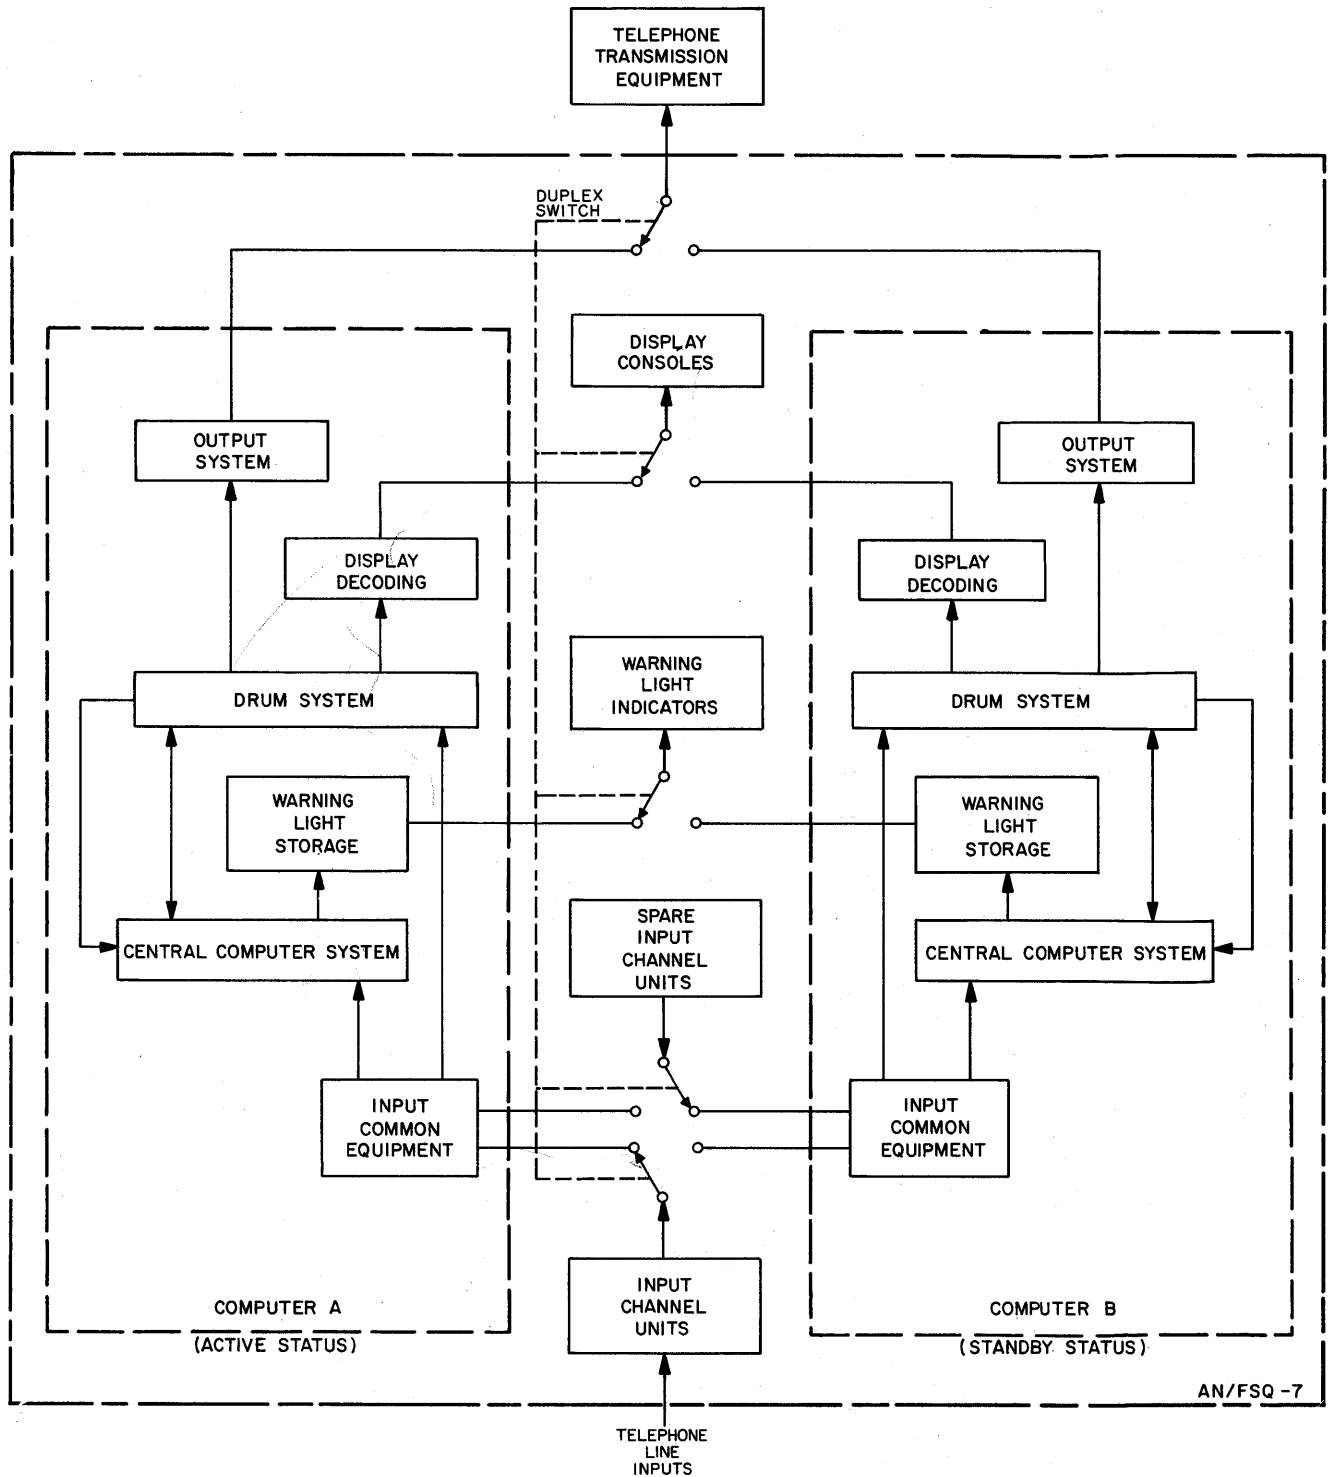 TELEPHONE
TRANSMISSION
EQUIPMENT
DUPLEX
SWITCH
DISPLAY
CONSOLES
OUTPUT
SYSTEM
OUTPUT
SYSTEM
DISPLAY
DECODING
DISPLAY
DECODING
WARNING
LIGHT
INDICATORS
DRUM SYSTEM
DRUM SYSTEM
WARNING
LIGHT
STORAGE
WARNING
LIGHT
STORAGE
SPARE
INPUT
CHANNEL
UNITS
CENTRAL COMPUTER SYSTEM
CENTRAL COMPUTER SYSTEM
INPUT
COMMON
EQUIPMENT
INPUT
COMMON
EQUIPMENT
INPUT
CHANNEL
UNITS
COMPUTER A
(ACTIVE STATUS)
COMPUTER B
(STANDBY STATUS)
AN/FSQ-7
TELEPHONE
LINE
INPUTS